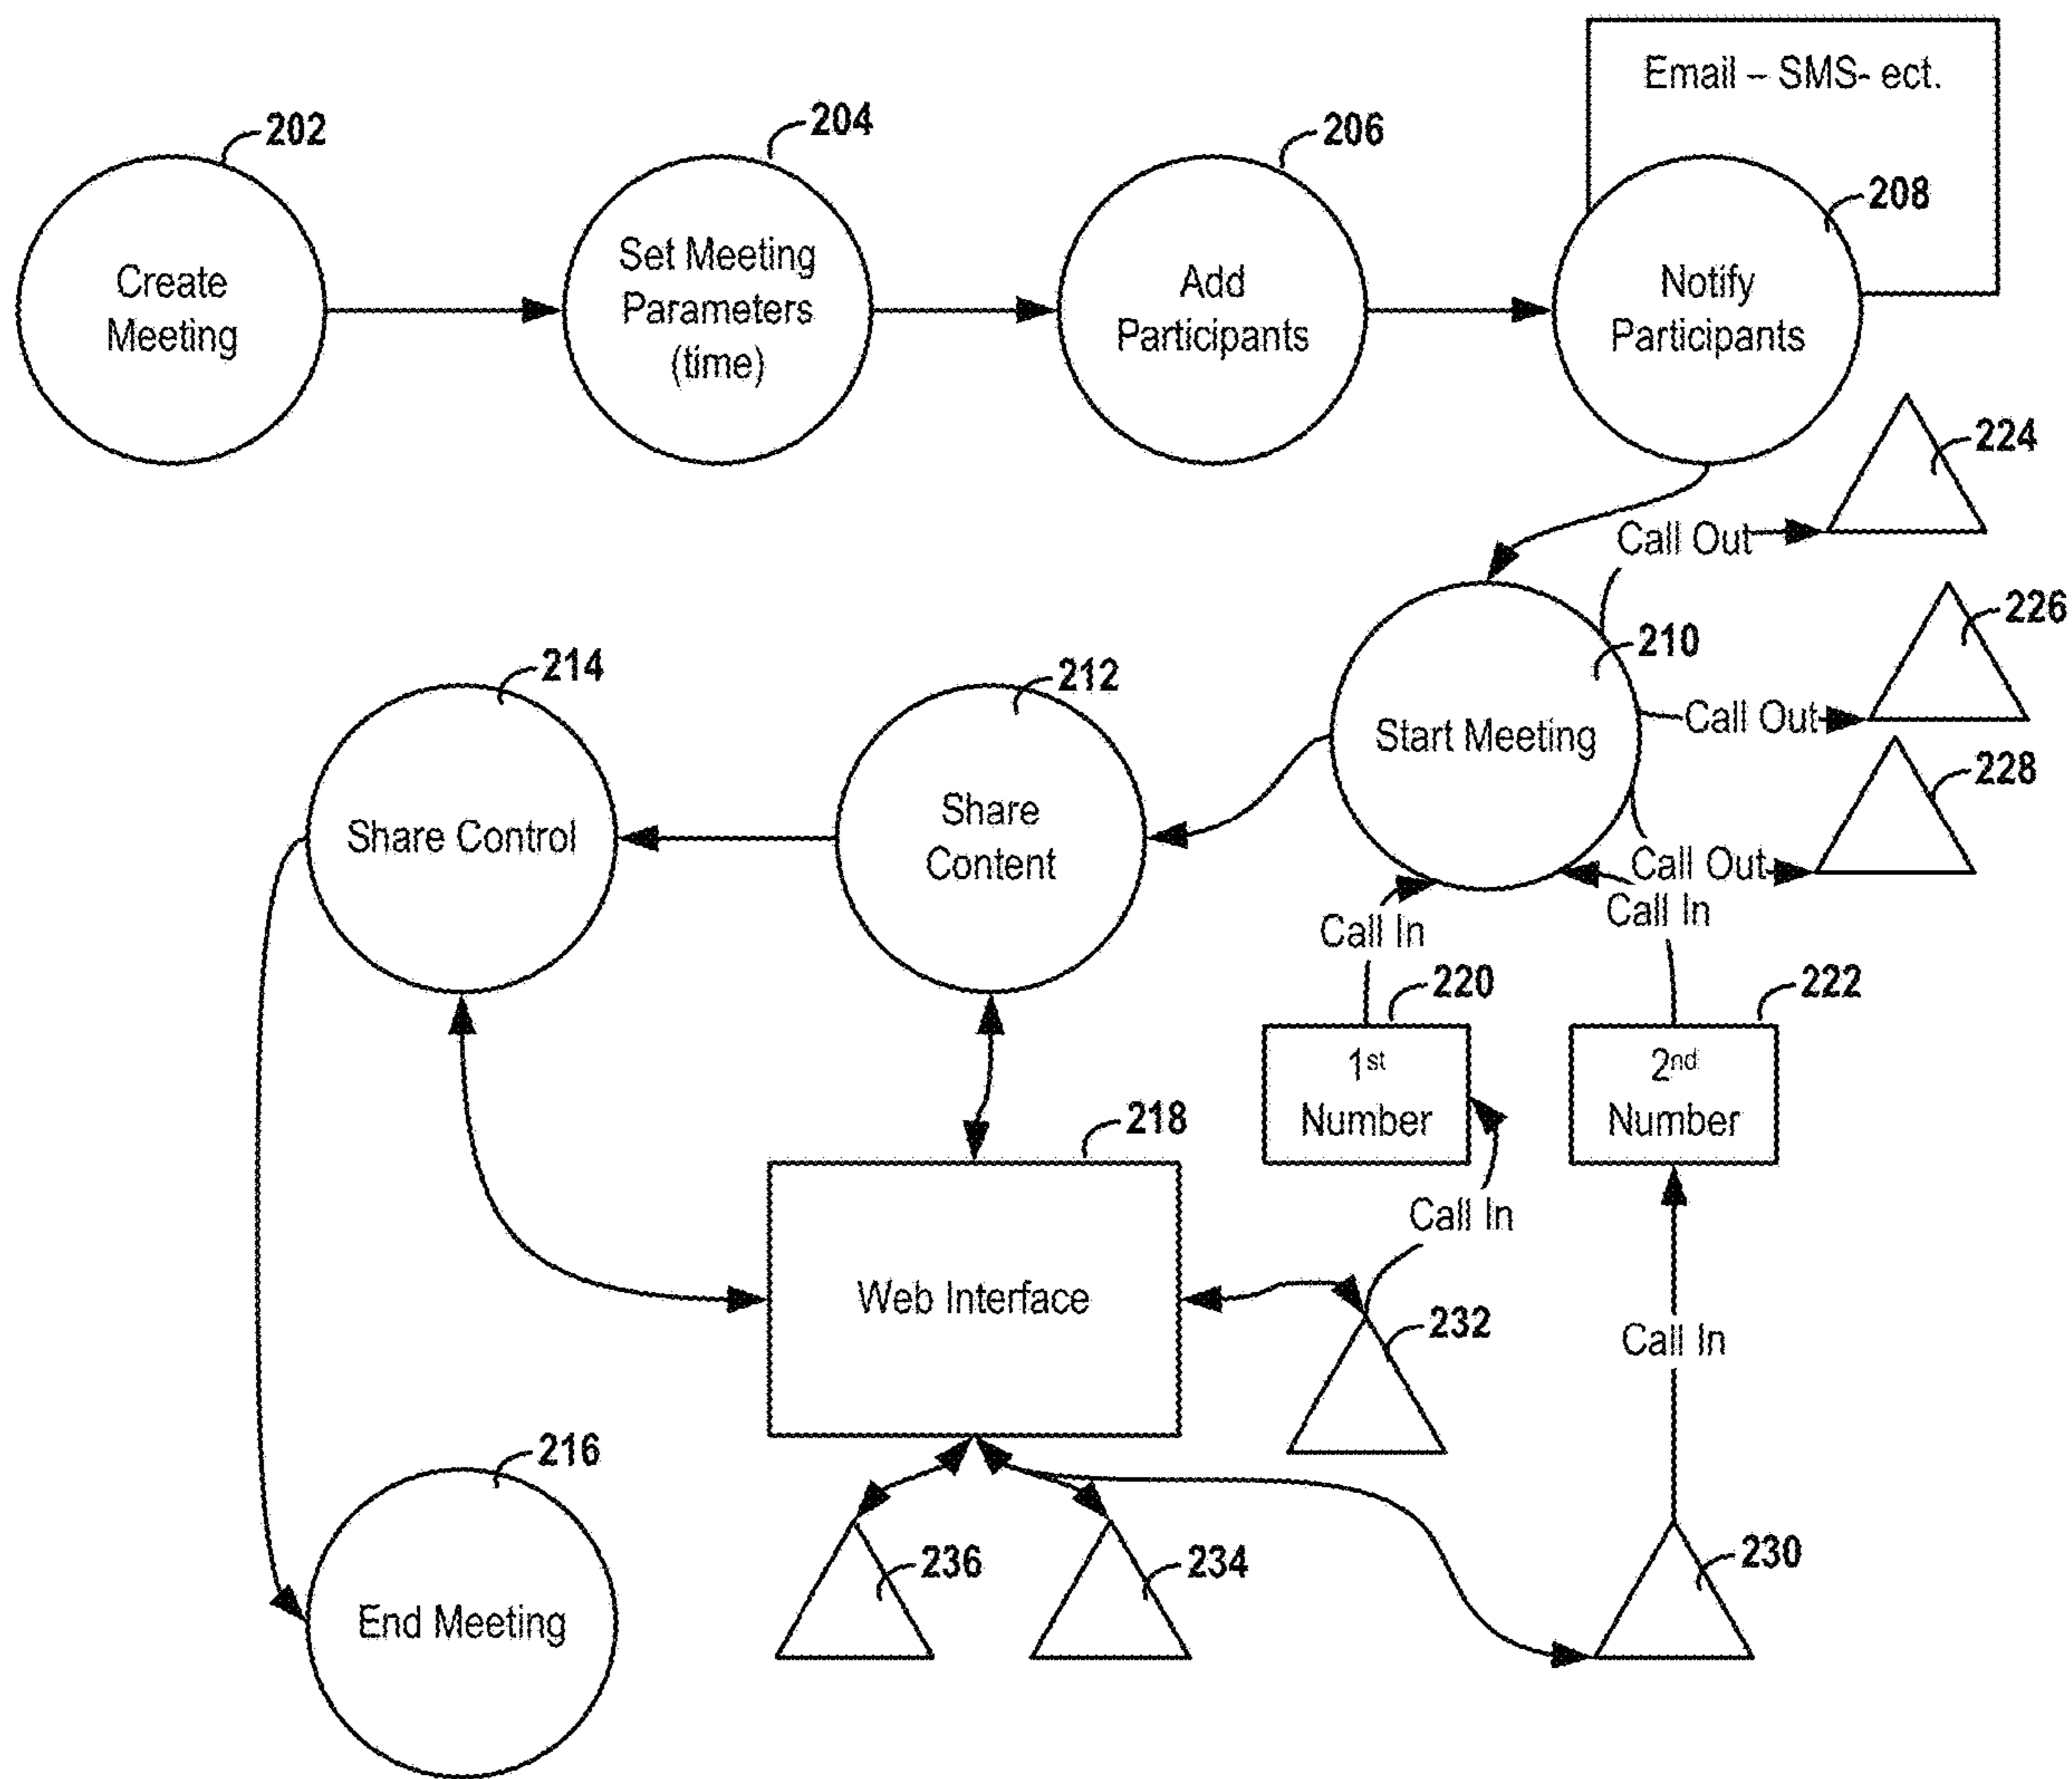 Email – SMS- ect.
202
204
206
208
Create
Meeting
Set Meeting
Parameters
(time)
Add
Participants
Notify
Participants
224
Call Out
226
210
Call Out
Start Meeting
228
Call Out
214
212
Share Control
Share
Content
Call In
Call In
220
222
1st
Number
2nd
Number
218
Call In
Web Interface
232
Call In
216
End Meeting
236
234
230